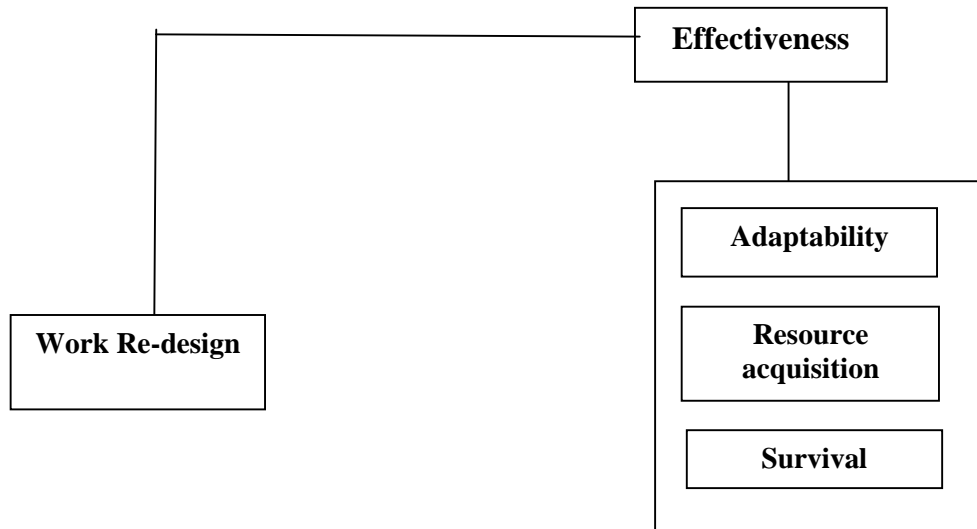 Effectiveness
Adaptability
Work Re-design
Resource
acquisition
Survival